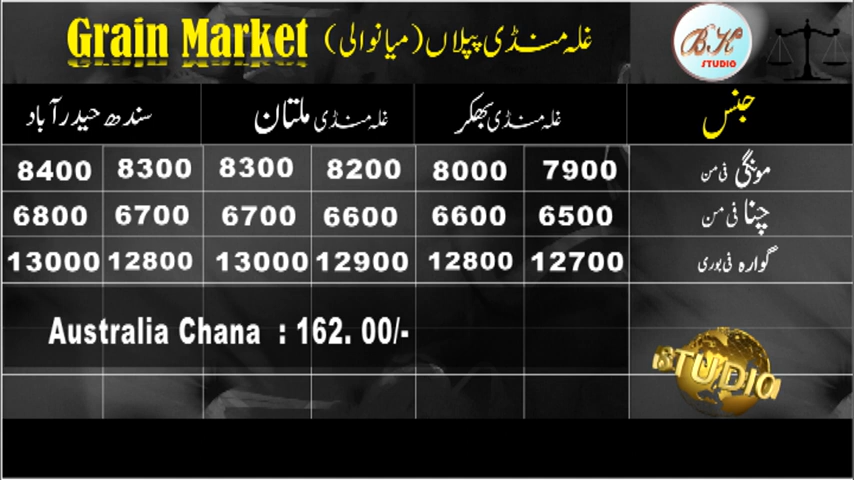 Grain Market غلہ منڈی پپلاں (میانوالی)
BK
STUDIO
جنس غلہ منڈی بھکر غلہ منڈی ملتان سندھ حیدرآباد
مونگی فی من 7900 8000 8200 8300 8300 8400
چنا فی من 6500 6600 6600 6700 6700 6800
گوارہ فی بوری 12700 12800 12900 13000 12800 13000
Australia Chana : 162. 00/-
STUDIO